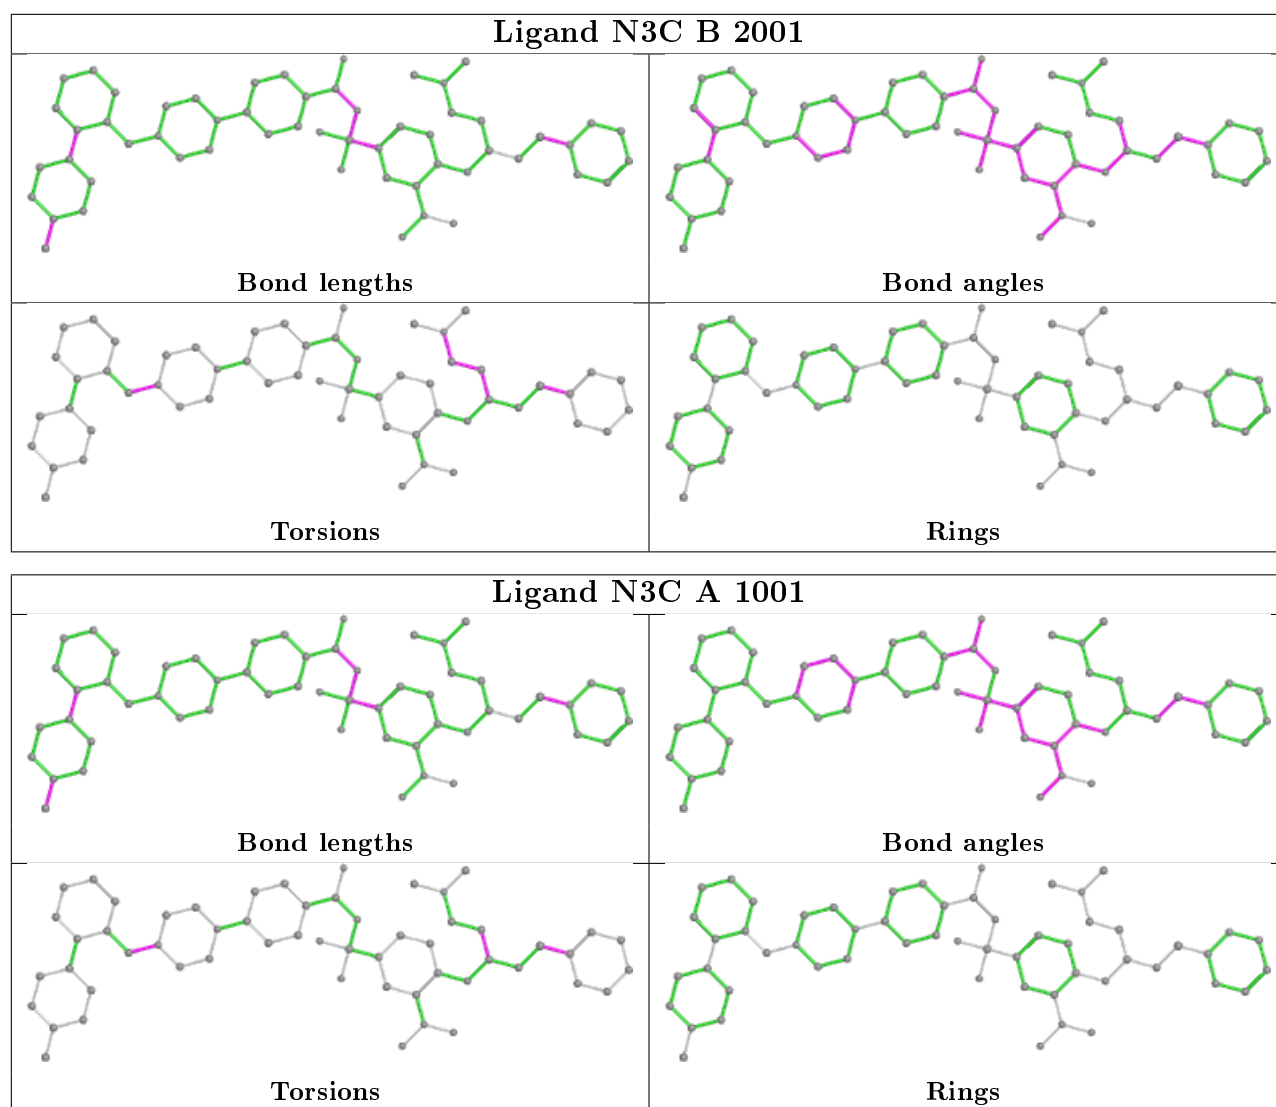 Ligand N3C B 2001
Bond lengths
Bond angles
Torsions
Rings
Ligand N3C A 1001
Bond lengths
Bond angles
Torsions
Rings